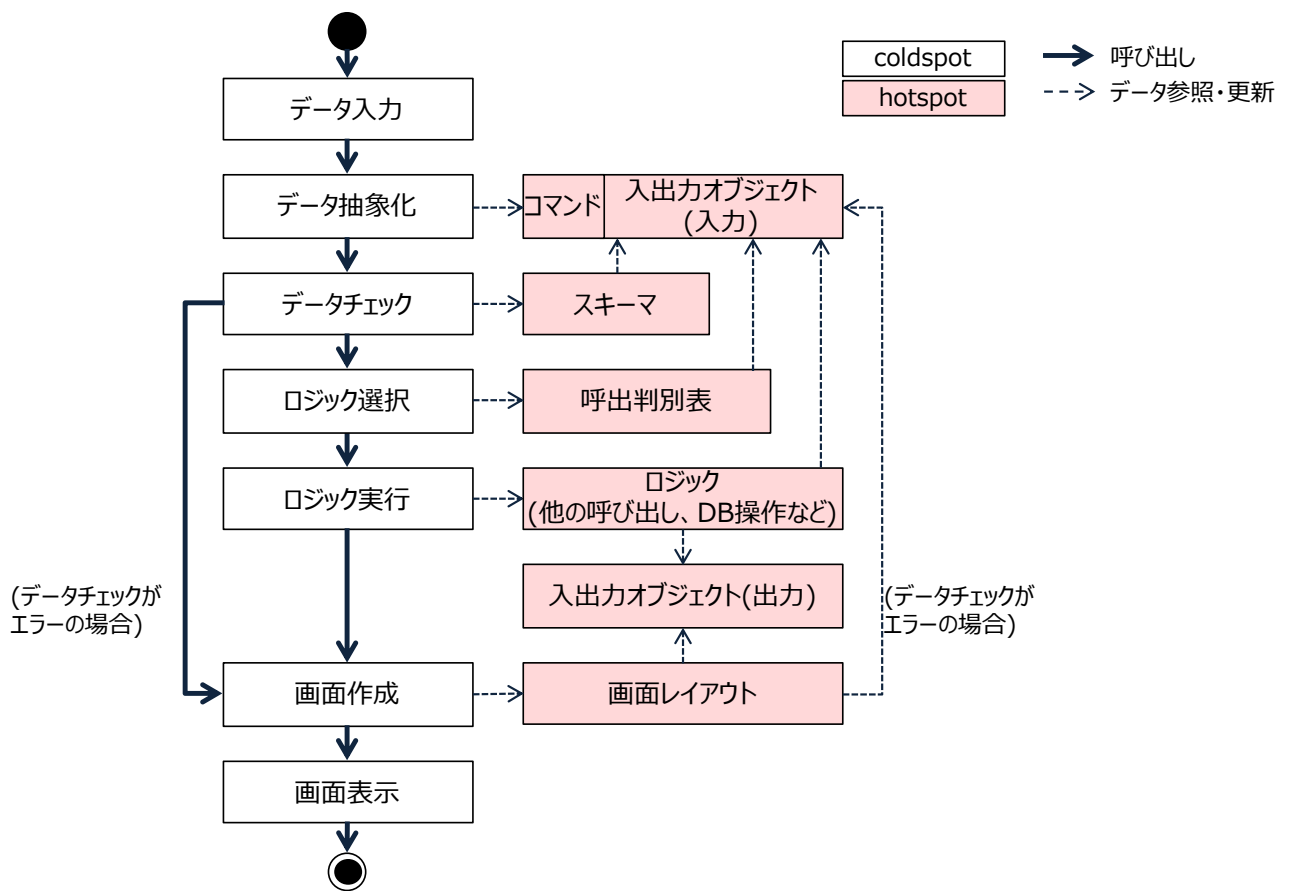 coldspot
呼び出し
hotspot
データ参照・更新
データ入力
データ抽象化
コマンド
入出力オブジェクト
(入力)
データチェック
スキーマ
ロジック選択
呼出判別表
ロジック実行
ロジック
(他の呼び出し、DB操作など)
入出力オブジェクト(出力)
(データチェックが
エラーの場合)
(データチェックが
エラーの場合)
画面作成
画面レイアウト
画面表示